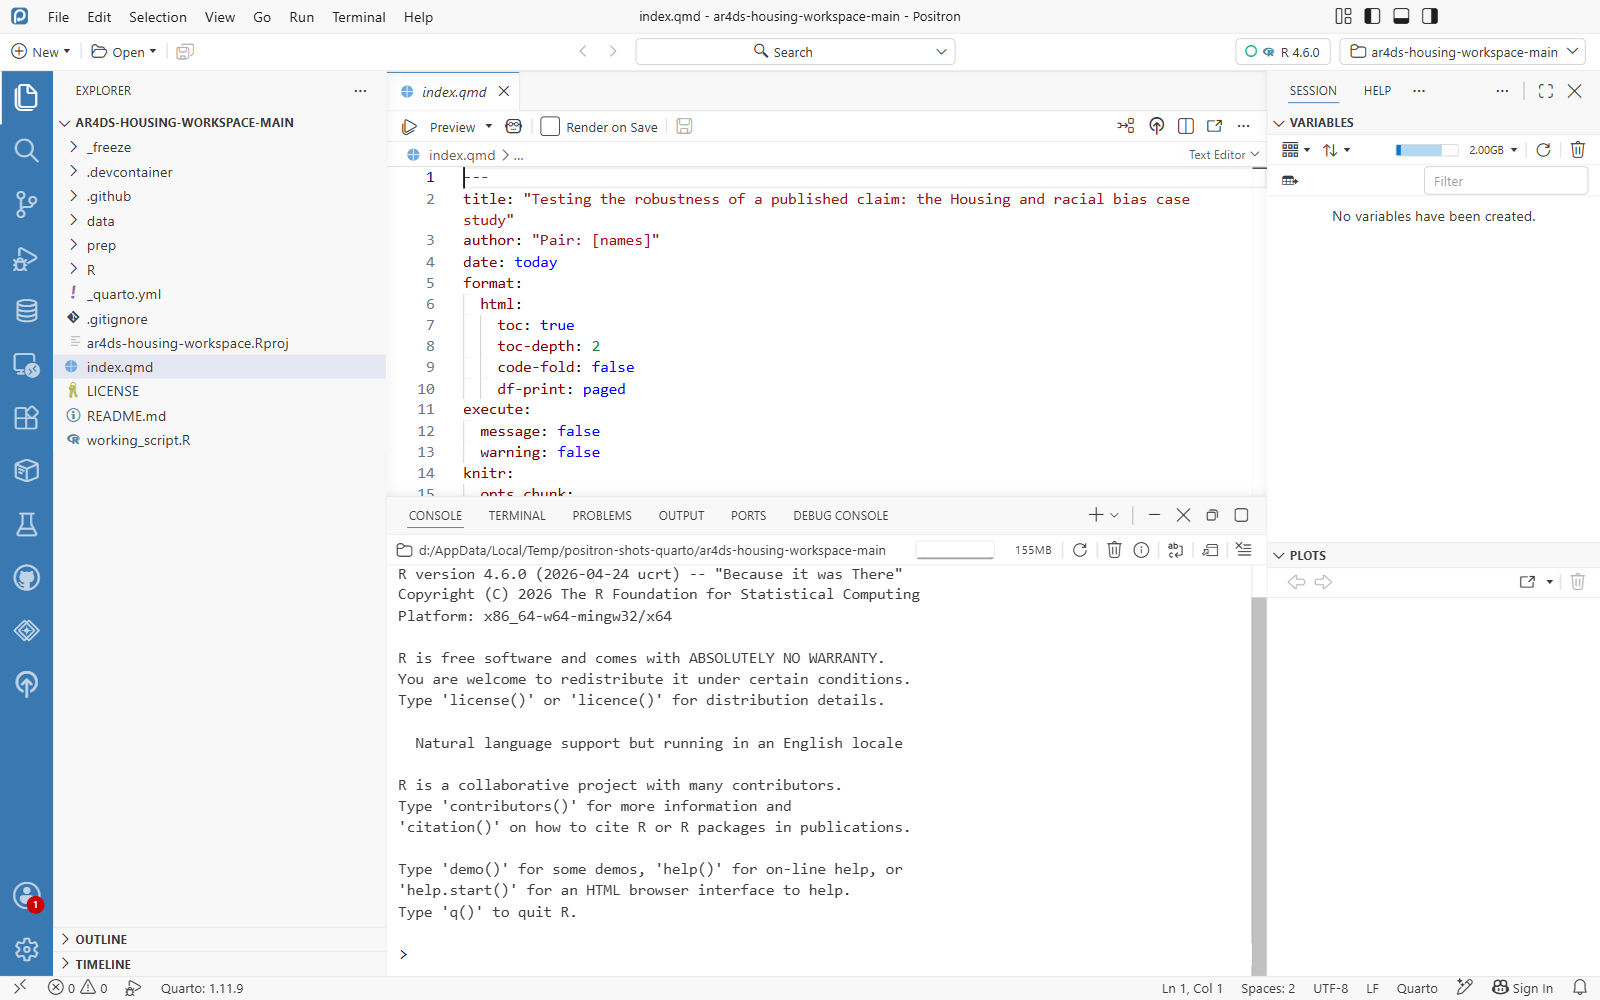 File Edit Selection View Go Run Terminal Help
index.qmd - ar4ds-housing-workspace-main - Positron
New Open
Search
R 4.6.0
ar4ds-housing-workspace-main
EXPLORER
AR4DS-HOUSING-WORKSPACE-MAIN
_freeze
.devcontainer
.github
data
prep
R
_quarto.yml
.gitignore
ar4ds-housing-workspace.Rproj
index.qmd
LICENSE
README.md
working_script.R
OUTLINE
TIMELINE
index.qmd
Preview Render on Save
index.qmd > ...
Text Editor
1 ---
2 title: "Testing the robustness of a published claim: the Housing and racial bias case
study"
3 author: "Pair: [names]"
4 date: today
5 format:
6 html:
7 toc: true
8 toc-depth: 2
9 code-fold: false
10 df-print: paged
11 execute:
12 message: false
13 warning: false
14 knitr:
15 opts_chunk:
CONSOLE TERMINAL PROBLEMS OUTPUT PORTS DEBUG CONSOLE
d:/AppData/Local/Temp/positron-shots-quarto/ar4ds-housing-workspace-main
155MB
R version 4.6.0 (2026-04-24 ucrt) -- "Because it was There"
Copyright (C) 2026 The R Foundation for Statistical Computing
Platform: x86_64-w64-mingw32/x64
R is free software and comes with ABSOLUTELY NO WARRANTY.
You are welcome to redistribute it under certain conditions.
Type 'license()' or 'licence()' for distribution details.
Natural language support but running in an English locale
R is a collaborative project with many contributors.
Type 'contributors()' for more information and
'citation()' on how to cite R or R packages in publications.
Type 'demo()' for some demos, 'help()' for on-line help, or
'help.start()' for an HTML browser interface to help.
Type 'q()' to quit R.
>
SESSION HELP
VARIABLES
2.00GB
Filter
No variables have been created.
PLOTS
1
0 0 Quarto: 1.11.9
Ln 1, Col 1 Spaces: 2 UTF-8 LF Quarto Sign In